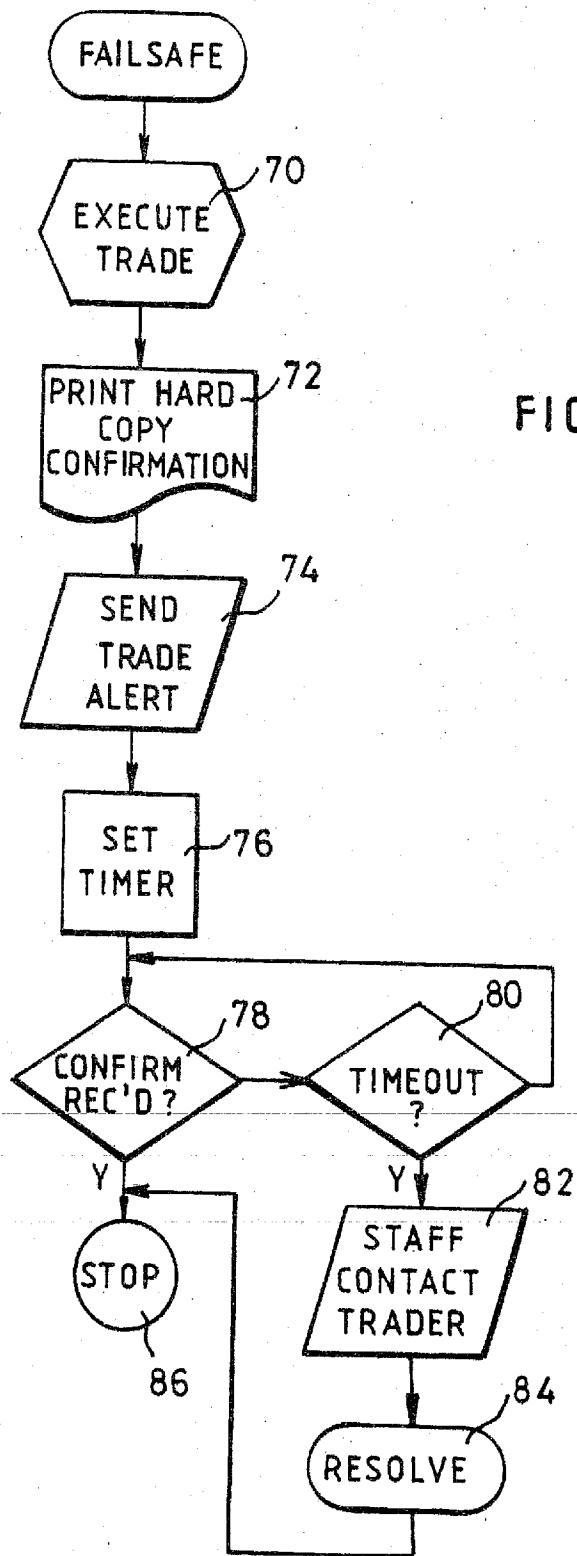 FAILSAFE
70
EXECUTE
TRADE
72
PRINT HARD
COPY
CONFIRMATION
FIG
74
SEND
TRADE
ALERT
SET
TIMER
76
78
CONFIRM
REC'D?
80
TIMEOUT
?
Y
Y
82
STAFF
CONTACT
TRADER
STOP
86
84
RESOLVE